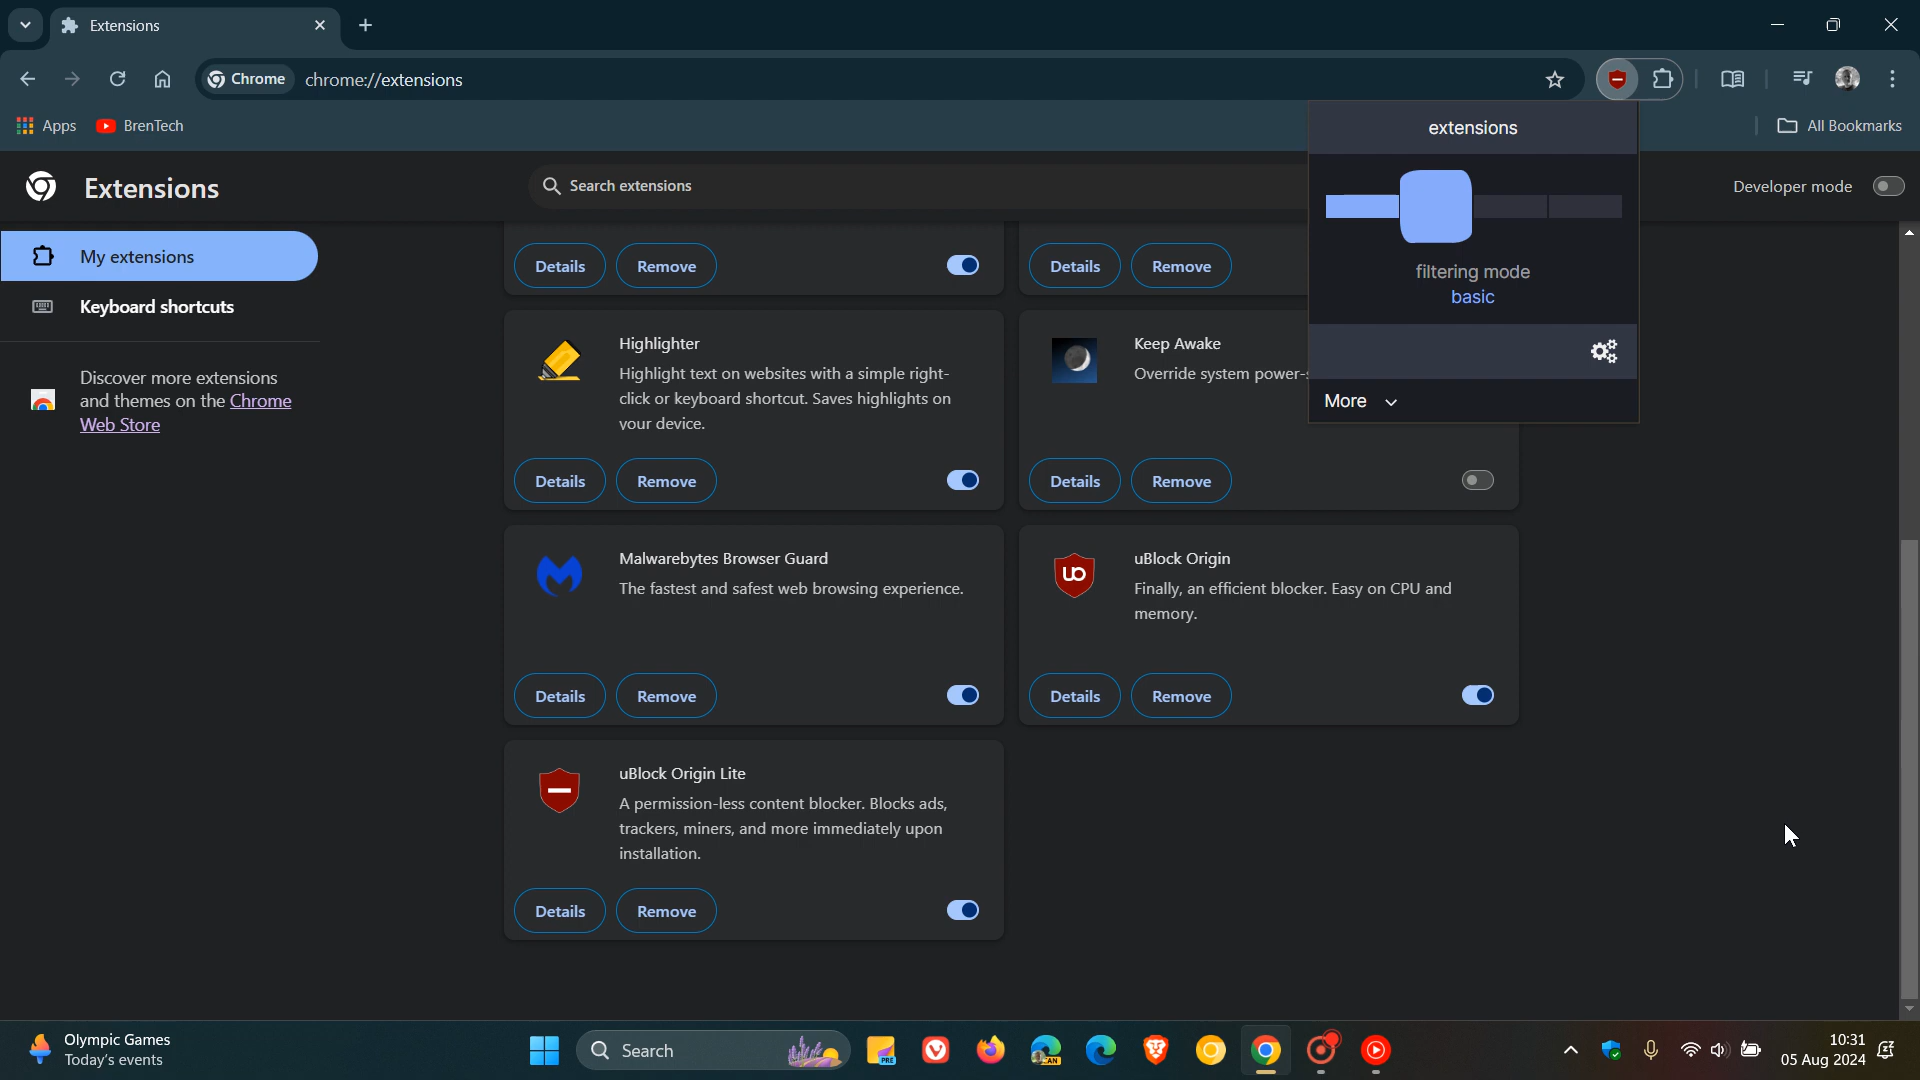 Extensions
Chrome
chrome://extensions
Apps
BrenTech
All Bookmarks
extensions
Extensions
Search extensions
Developer mode
filtering mode
basic
More
My extensions
Keyboard shortcuts
Discover more extensions
and themes on the Chrome
Web Store
Details
Remove
Details
Remove
Highlighter
Highlight text on websites with a simple right-
click or keyboard shortcut. Saves highlights on
your device.
Details
Remove
Keep Awake
Override system power-
Details
Remove
Malwarebytes Browser Guard
The fastest and safest web browsing experience.
Details
Remove
uBlock Origin
Finally, an efficient blocker. Easy on CPU and
memory.
Details
Remove
uBlock Origin Lite
A permission-less content blocker. Blocks ads,
trackers, miners, and more immediately upon
installation.
Details
Remove
Olympic Games
Today's events
Search
PRE
CAN
10:31
05 Aug 2024